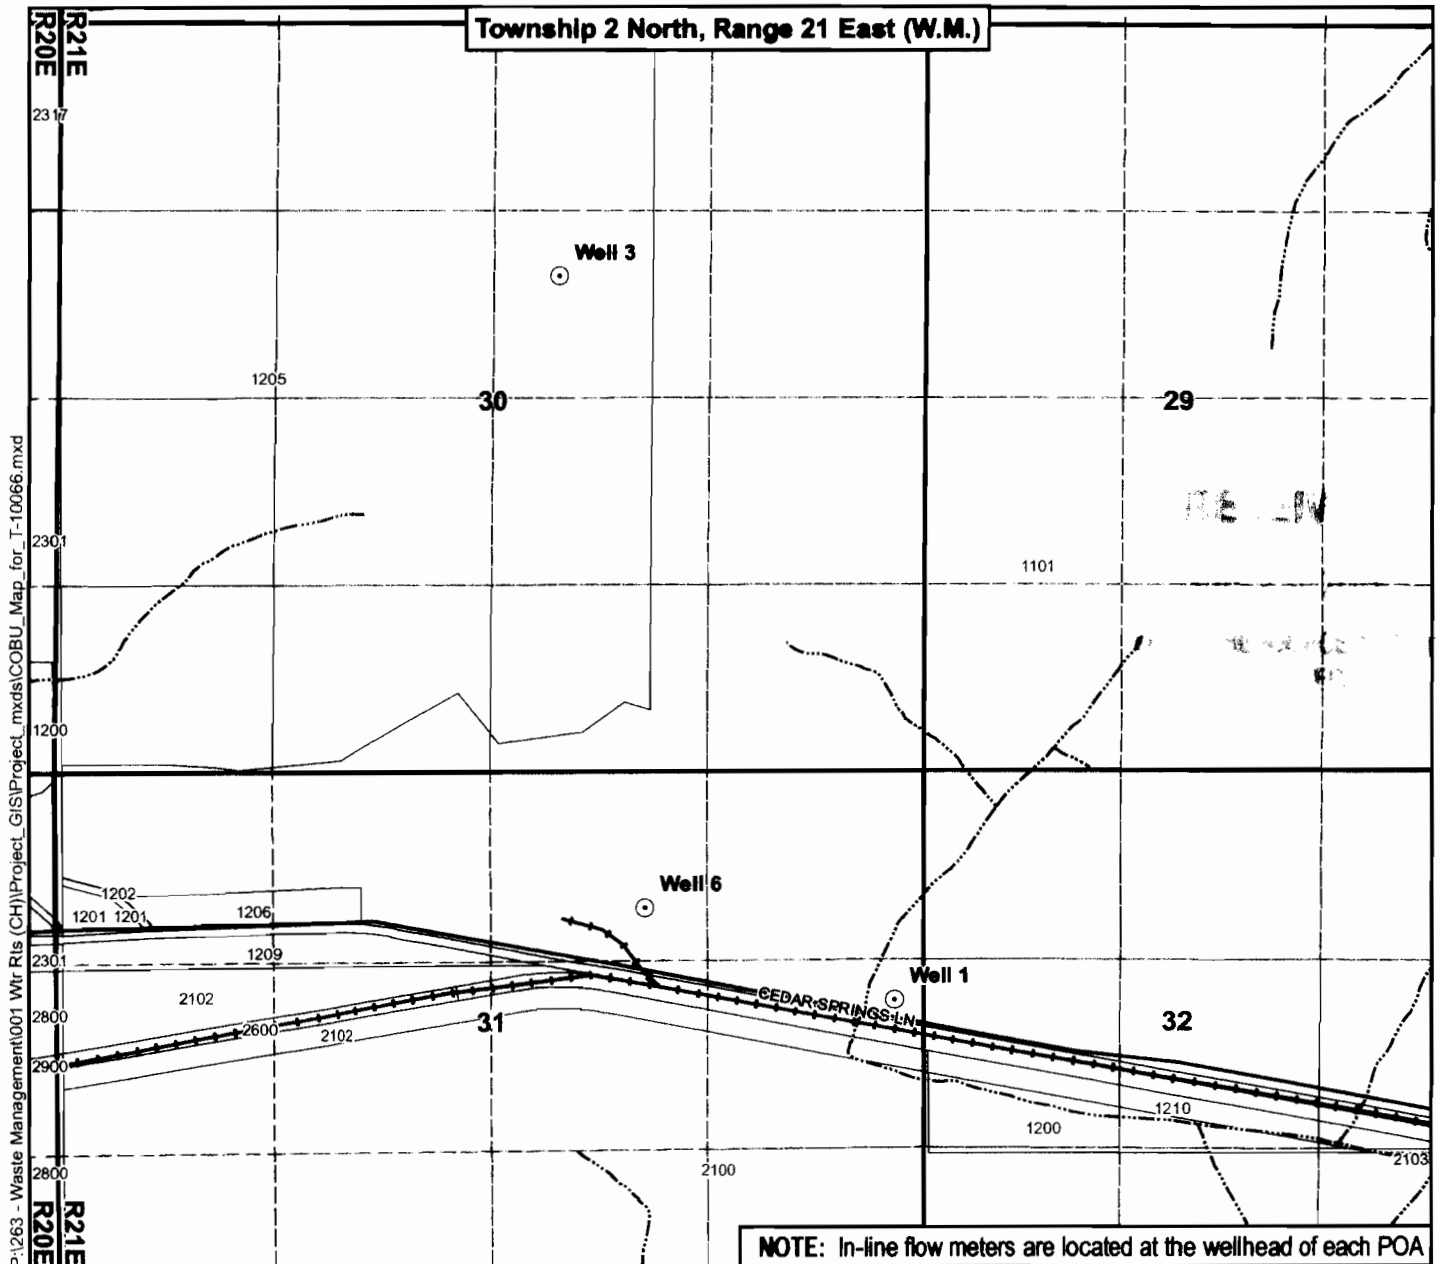 Township 2 North, Range 21 East (W.M.)
R20E
R21E
2317
Well 3
1205
30
29
2301
1101
1200
Well 6
1202
1201
1201
1206
1209
2301
Well 1
2102
CEDAR SPRINGS LN
2800
2600
2102
31
32
2900
1210
1200
2100
2103
2800
R20E
R21E
NOTE: In-line flow meters are located at the wellhead of each POA
P:\263 - Waste Management\001 Wtr Rts (CH)\Project_GIS\Project_mxds\COBU_Map_for_T-10066.mxd